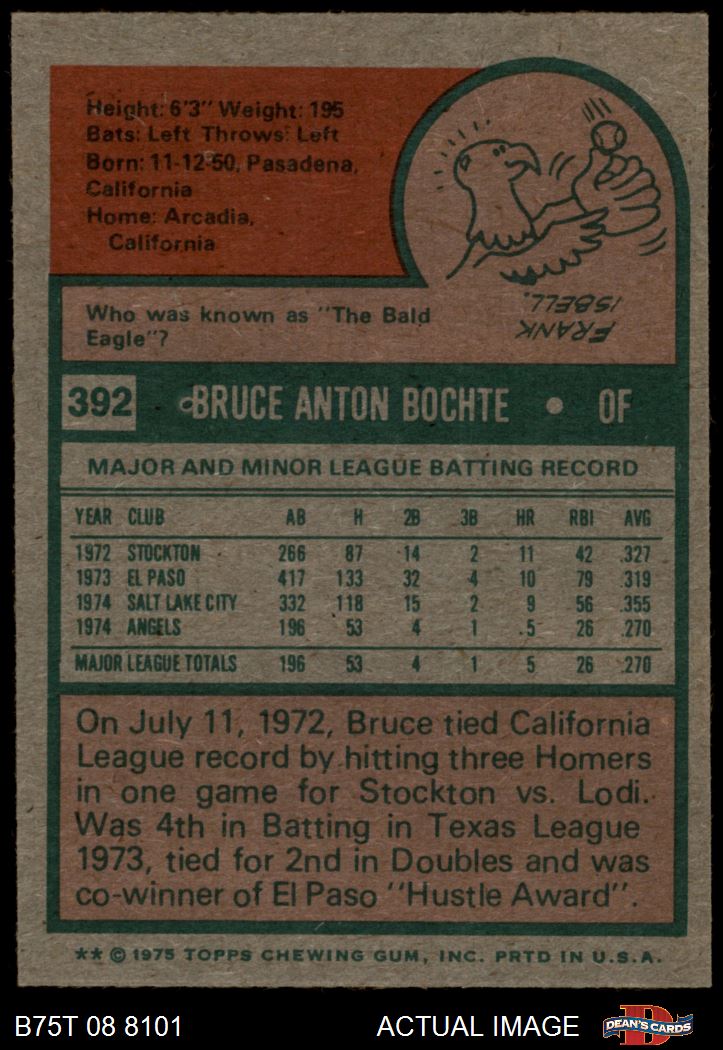 Height: 6'3" Weight: 195
Bats: Left Throws: Left
Born: 11-12-50, Pasadena,
California
Home: Arcadia,
California
FRANK
ISBELL.
Who was known as "The Bald
Eagle"?
392 BRUCE ANTON BOCHTE • OF
MAJOR AND MINOR LEAGUE BATTING RECORD
YEAR CLUB AB H 2B 3B HR RBI AVG
1972 STOCKTON 266 87 14 2 11 42 .327
1973 EL PASO 417 133 32 4 10 79 .319
1974 SALT LAKE CITY 332 118 15 2 9 56 .355
1974 ANGELS 196 53 4 1 5 26 .270
MAJOR LEAGUE TOTALS 196 53 4 1 5 26 .270
On July 11, 1972, Bruce tied California
League record by hitting three Homers
in one game for Stockton vs. Lodi.
Was 4th in Batting in Texas League
1973, tied for 2nd in Doubles and was
co-winner of El Paso "Hustle Award".
** © 1975 TOPPS CHEWING GUM, INC. PRTD IN U.S.A.
B75T 08 8101 ACTUAL IMAGE D DEAN'S CARDS